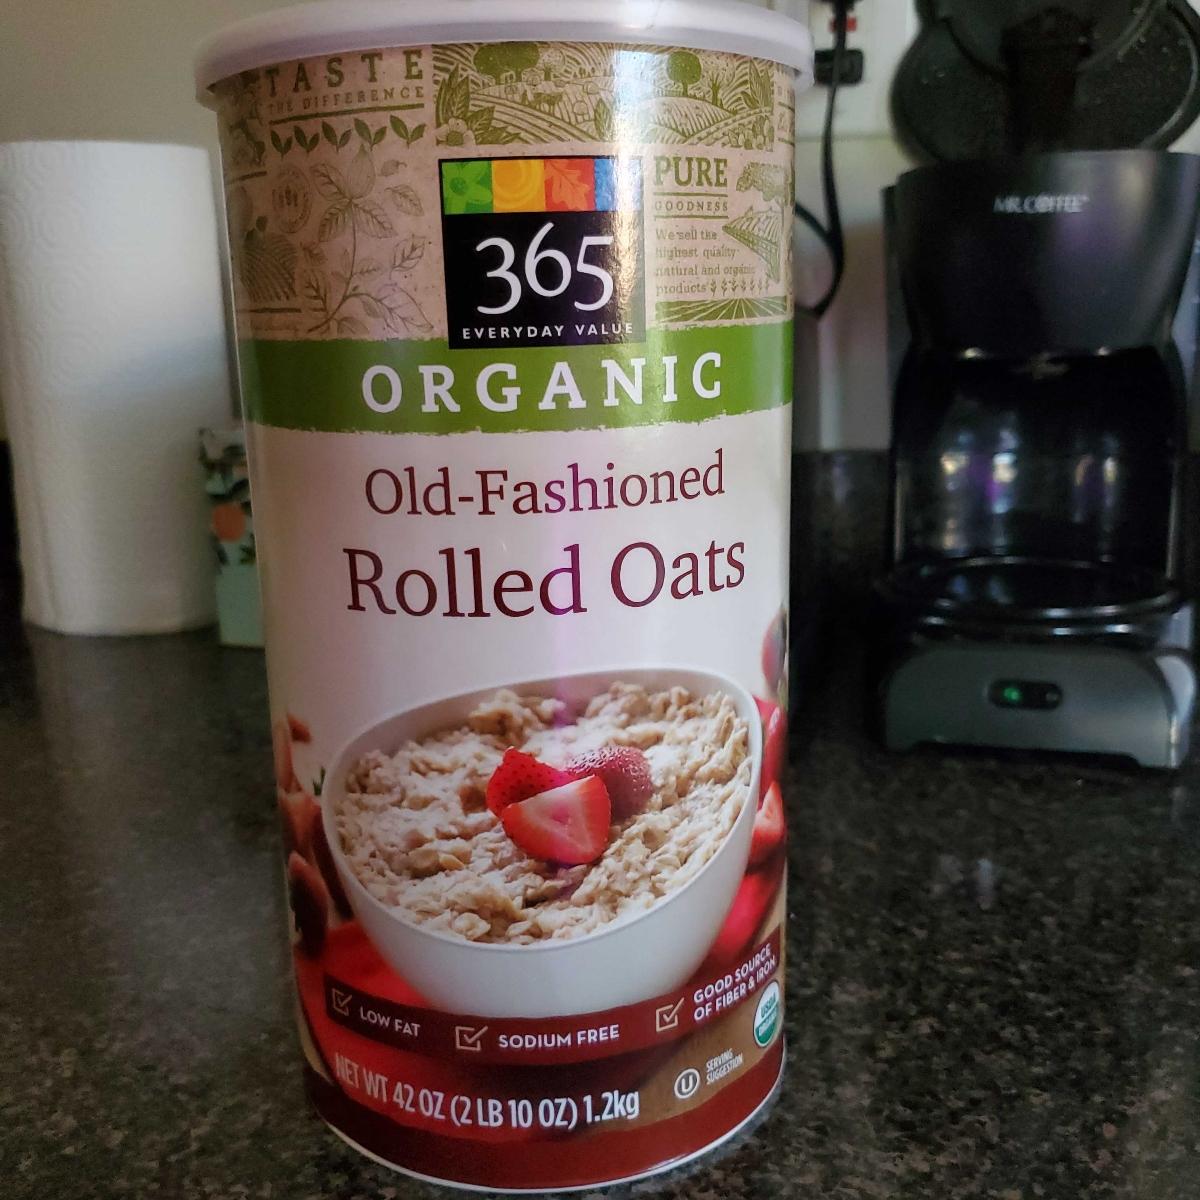 TASTE
THE DIFFERENCE
PURE
GOODNESS
We sell the
highest quality
natural and organic
products
365
EVERYDAY VALUE
ORGANIC
Old-Fashioned
Rolled Oats
LOW FAT
SODIUM FREE
GOOD SOURCE
OF FIBER & IRON
USDA
ORGANIC
SERVING
SUGGESTION
U
NET WT 42 OZ (2 LB 10 OZ) 1.2kg
MR. COFFEE